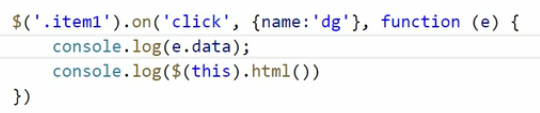 $('.item1').on('click', {name:'dg'}, function (e) {
    console.log(e.data);
    console.log($(this).html())
})